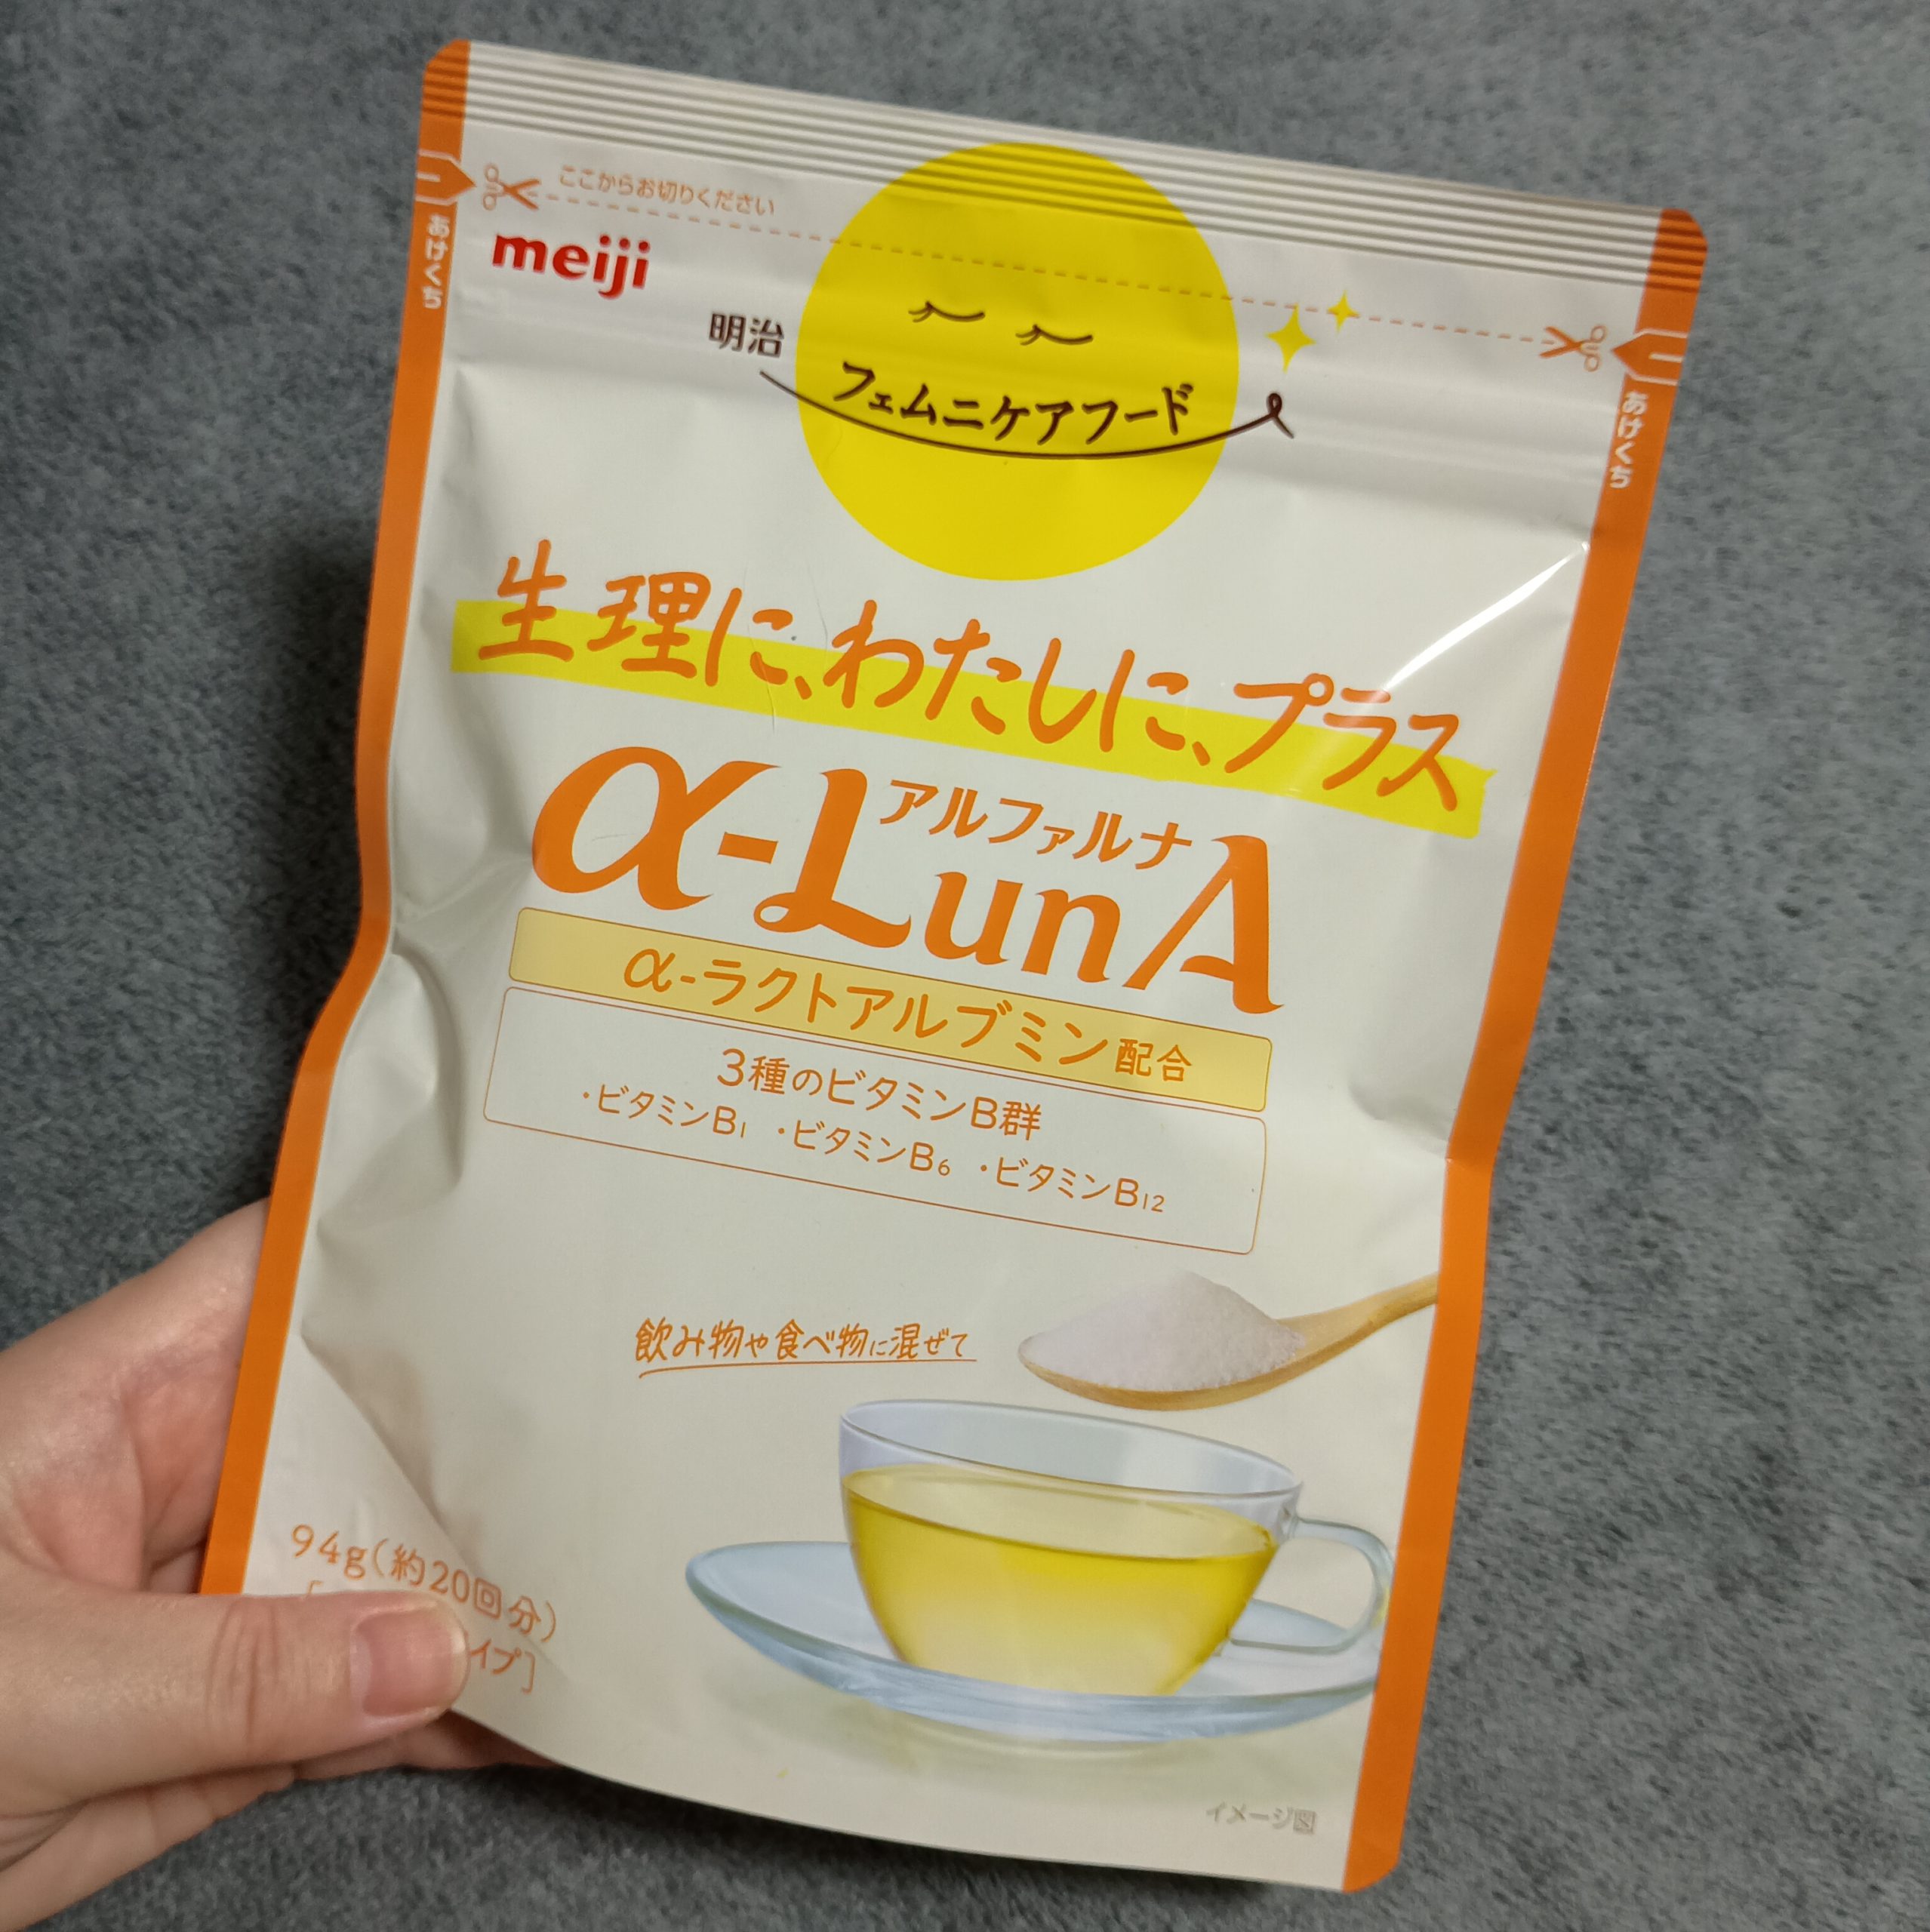 ここからお切りください
あけくち
あけくち
meiji
明治
フェムニケアフード
生理に、わたしに、プラス
アルファルナ
α-LunA
α-ラクトアルブミン配合
3種のビタミンB群
・ビタミンB1 ・ビタミンB6 ・ビタミンB12
飲み物や食べ物に混ぜて
94g(約20回分)
イメージ図